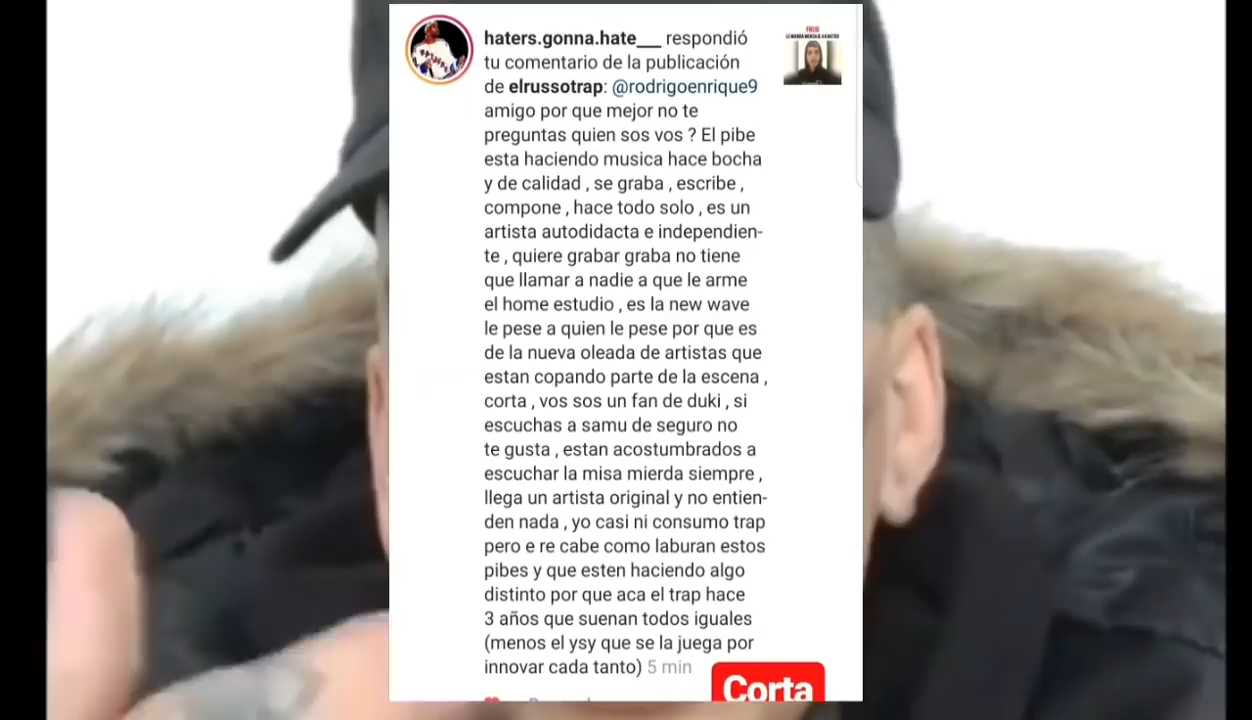 haters.gonna.hate___ respondió
tu comentario de la publicación
de elrussotrap: @rodrigoenrique9
amigo por que mejor no te
preguntas quien sos vos ? El pibe
esta haciendo musica hace bocha
y de calidad , se graba , escribe ,
compone , hace todo solo , es un
artista autodidacta e independien-
te , quiere grabar graba no tiene
que llamar a nadie a que le arme
el home estudio , es la new wave
le pese a quien le pese por que es
de la nueva oleada de artistas que
estan copando parte de la escena ,
corta , vos sos un fan de duki , si
escuchas a samu de seguro no
te gusta , estan acostumbrados a
escuchar la misa mierda siempre ,
llega un artista original y no entien-
den nada , yo casi ni consumo trap
pero e re cabe como laburan estos
pibes y que esten haciendo algo
distinto por que aca el trap hace
3 años que suenan todos iguales
(menos el ysy que se la juega por
innovar cada tanto) 5 min
Corta